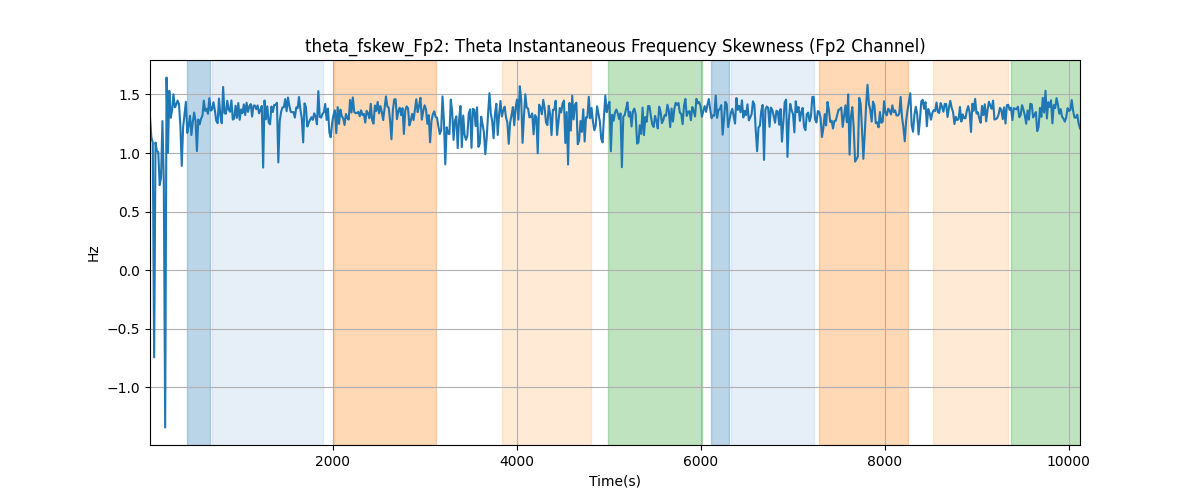 theta_fskew_Fp2: Theta Instantaneous Frequency Skewness (Fp2 Channel)
Hz
1.5
1.0
0.5
0.0
−0.5
−1.0
2000 4000 6000 8000 10000
Time(s)